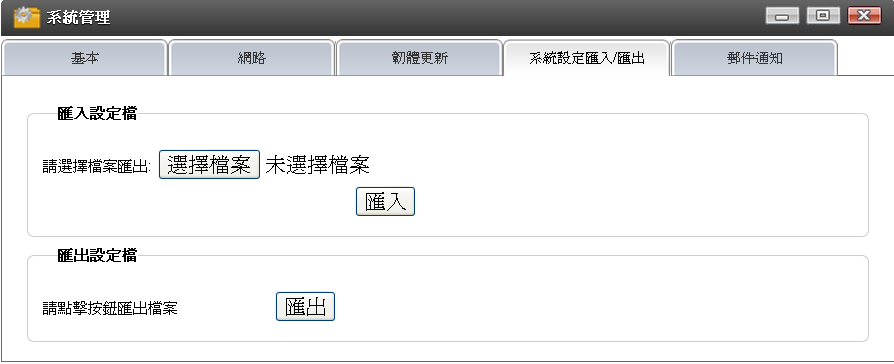 系統管理
基本 網路 韌體更新 系統設定匯入/匯出 郵件通知
匯入設定檔
請選擇檔案匯出: 選擇檔案 未選擇檔案
匯入
匯出設定檔
請點擊按鈕匯出檔案 匯出